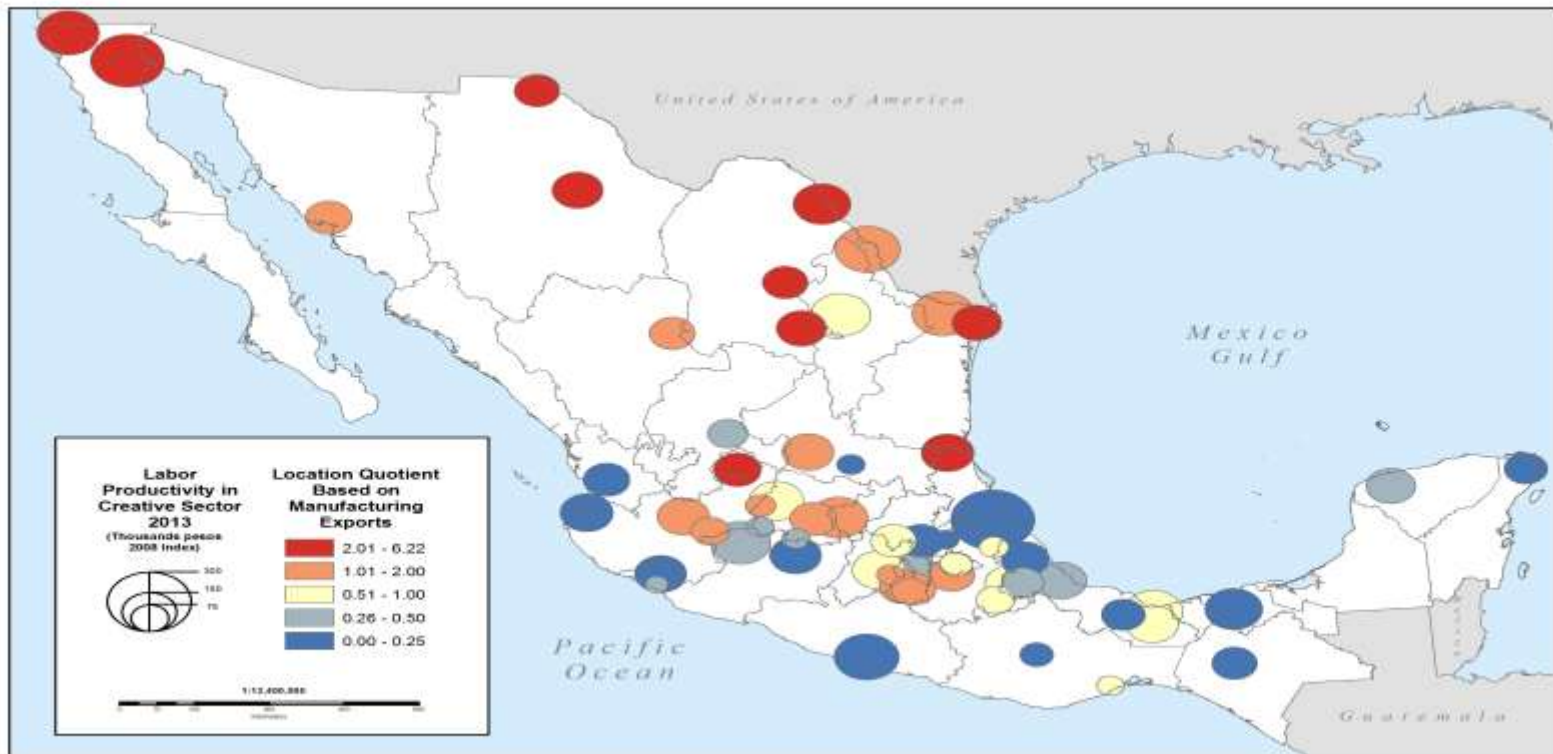 United States of America
Mexico
Gulf
Pacific
Ocean
Guatemala
Labor
Productivity in
Creative Sector
2013
(Thousands pesos
2008 Index)
300
150
75
Location Quotient
Based on
Manufacturing
Exports
2.01 - 6.22
1.01 - 2.00
0.51 - 1.00
0.26 - 0.50
0.00 - 0.25